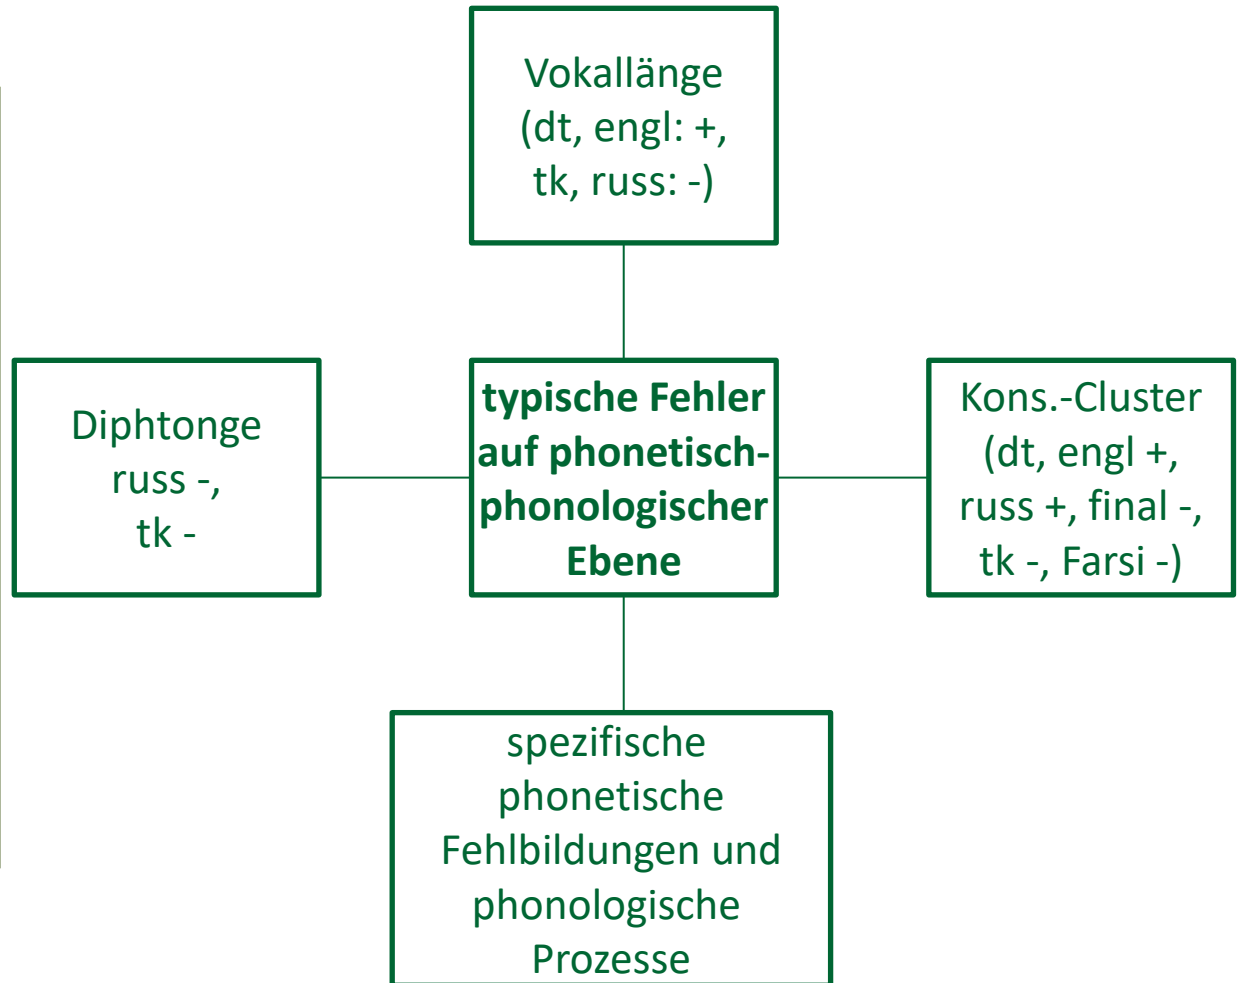 Vokallänge
(dt, engl: +,
tk, russ: -)
Diphtonge
russ -,
tk -
typische Fehler
auf phonetisch-
phonologischer
Ebene
Kons.-Cluster
(dt, engl +,
russ +, final -,
tk -, Farsi -)
spezifische
phonetische
Fehlbildungen und
phonologische
Prozesse